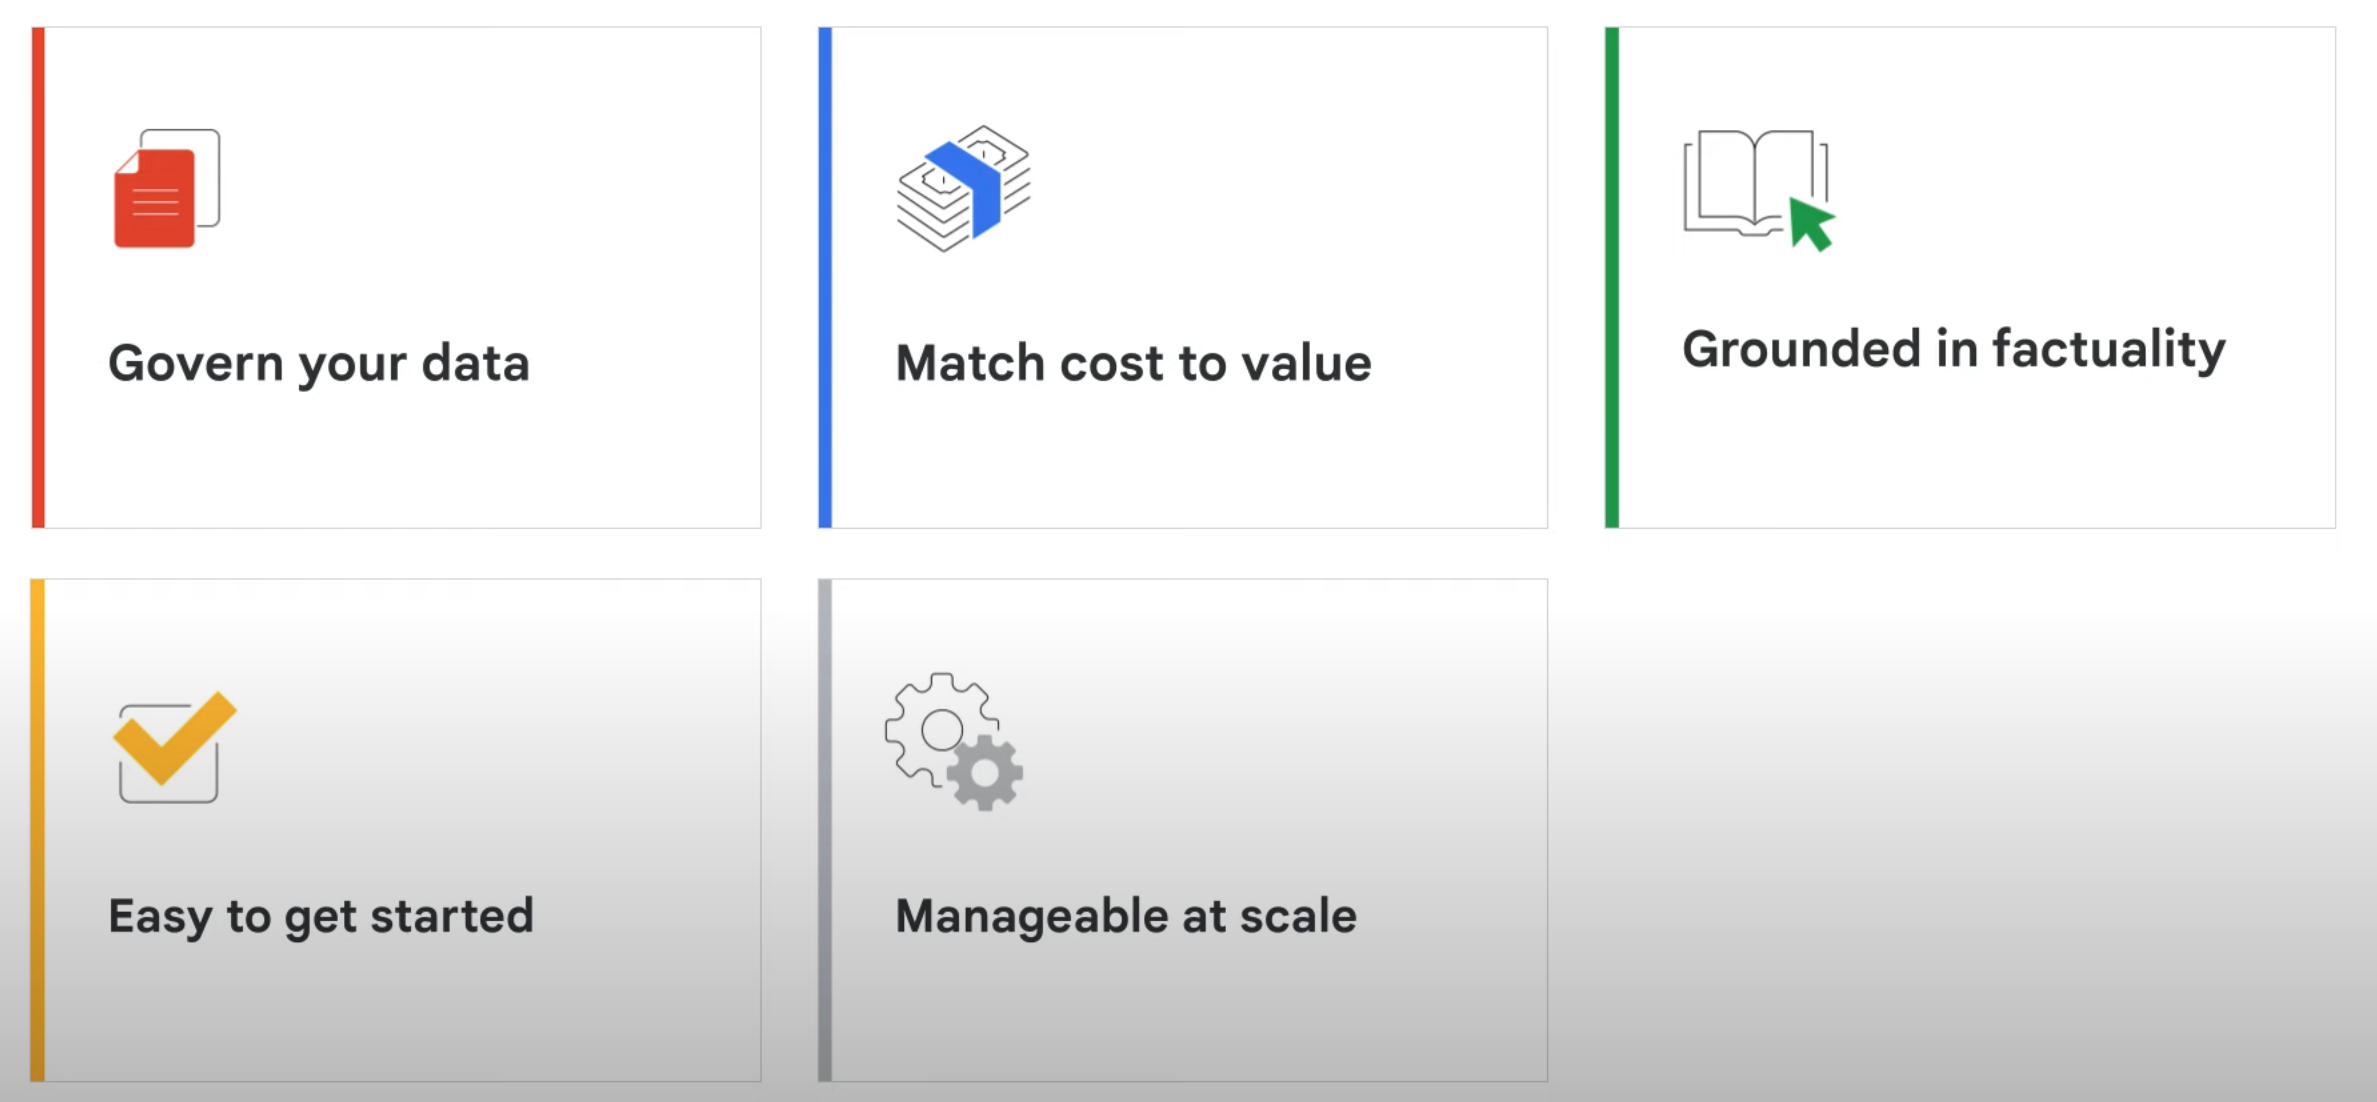 Govern your data
Match cost to value
Grounded in factuality
Easy to get started
Manageable at scale